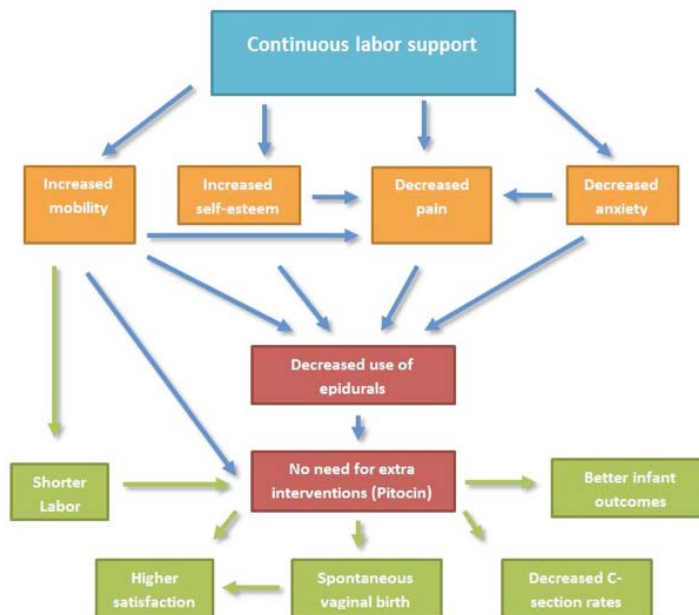 Continuous labor support
Increased
mobility
Increased
self-esteem
Decreased
pain
Decreased
anxiety
Decreased use of
epidurals
Shorter
Labor
No need for extra
interventions (Pitocin)
Better infant
outcomes
Higher
satisfaction
Spontaneous
vaginal birth
Decreased C-
section rates